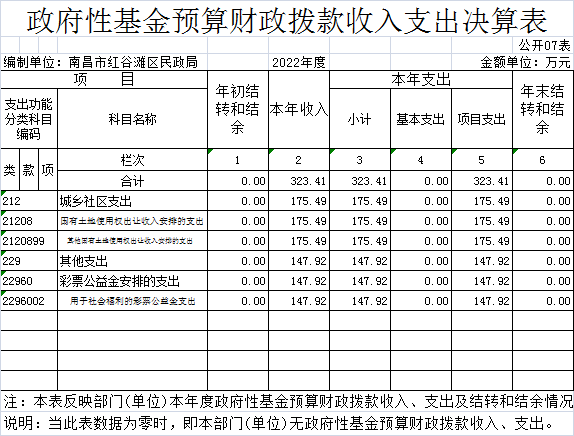 政府性基金预算财政拨款收入支出决算表
公开07表
编制单位：南昌市红谷滩区民政局 2022年度 金额单位：万元
项 目 年初结转和结余 本年收入 本年支出 年末结转和结余
支出功能分类科目编码 科目名称 小计 基本支出 项目支出
类 款 项 栏次 1 2 3 4 5 6
合计 0.00 323.41 323.41 0.00 323.41 0.00
212 城乡社区支出 0.00 175.49 175.49 0.00 175.49 0.00
21208 国有土地使用权出让收入安排的支出 0.00 175.49 175.49 0.00 175.49 0.00
2120899 其他国有土地使用权出让收入安排的支出 0.00 175.49 175.49 0.00 175.49 0.00
229 其他支出 0.00 147.92 147.92 0.00 147.92 0.00
22960 彩票公益金安排的支出 0.00 147.92 147.92 0.00 147.92 0.00
2296002 用于社会福利的彩票公益金支出 0.00 147.92 147.92 0.00 147.92 0.00
注：本表反映部门(单位)本年度政府性基金预算财政拨款收入、支出及结转和结余情况
说明：当此表数据为零时，即本部门(单位)无政府性基金预算财政拨款收入、支出。